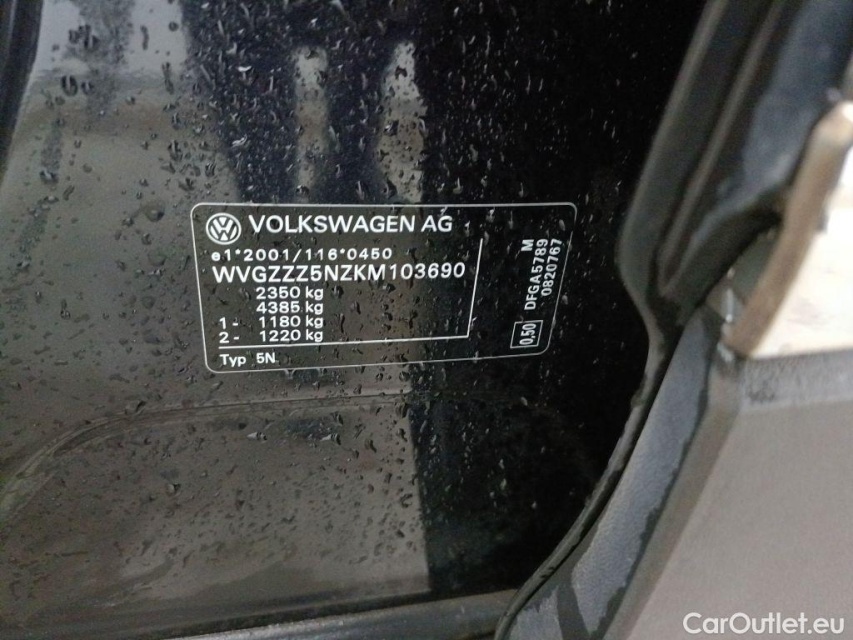 VOLKSWAGEN AG
e1*2001/116*0450
WVGZZZ5NZKM103690
2350 kg
4385 kg
1- 1180 kg
2- 1220 kg
Typ 5N
M
DFGA5789
0820767
0,50
CarOutlet.eu